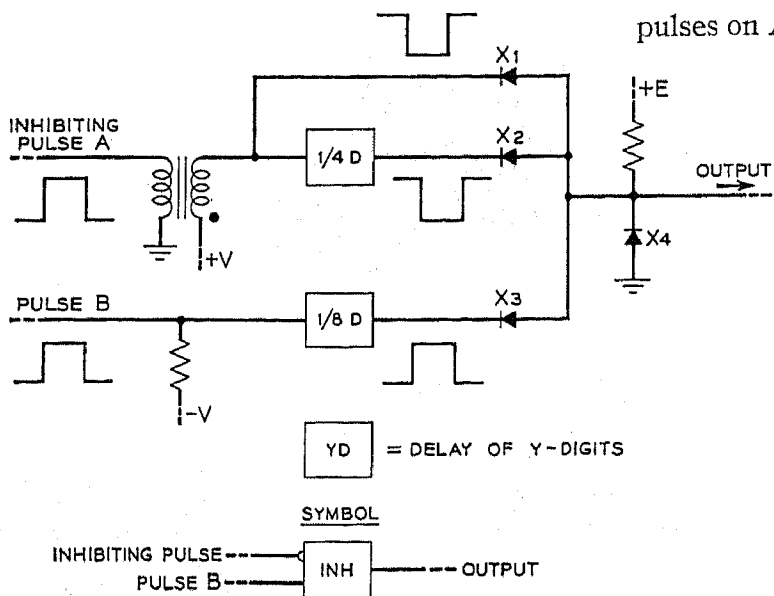 pulses on
X1
+E
INHIBITING
PULSE A
1/4 D
X2
OUTPUT
X4
+V
PULSE B
1/8 D
X3
-V
YD = DELAY OF Y-DIGITS
SYMBOL
INHIBITING PULSE
INH
OUTPUT
PULSE B